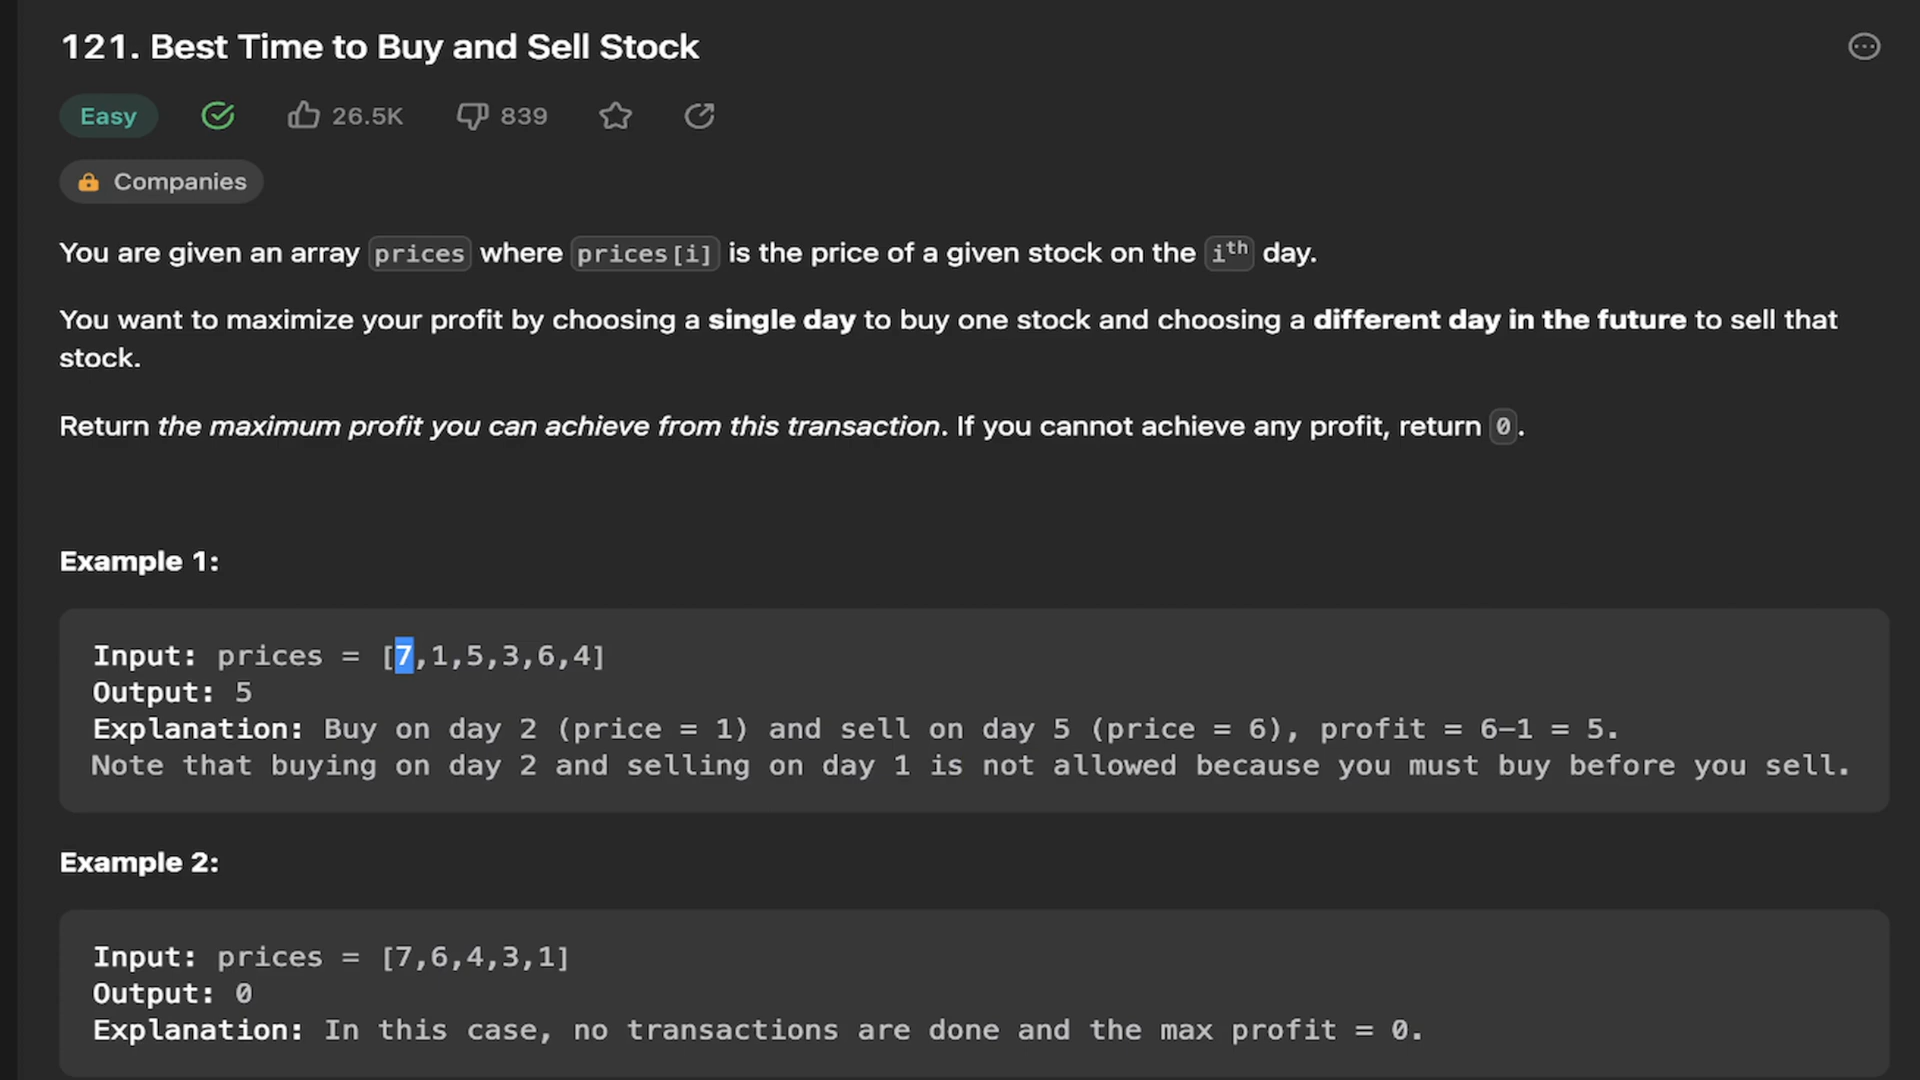 121. Best Time to Buy and Sell Stock
Easy 26.5K 839
Companies
You are given an array prices where prices[i] is the price of a given stock on the ith day.
You want to maximize your profit by choosing a single day to buy one stock and choosing a different day in the future to sell that
stock.
Return the maximum profit you can achieve from this transaction. If you cannot achieve any profit, return 0.
Example 1:
Input: prices = [7,1,5,3,6,4]
Output: 5
Explanation: Buy on day 2 (price = 1) and sell on day 5 (price = 6), profit = 6-1 = 5.
Note that buying on day 2 and selling on day 1 is not allowed because you must buy before you sell.
Example 2:
Input: prices = [7,6,4,3,1]
Output: 0
Explanation: In this case, no transactions are done and the max profit = 0.